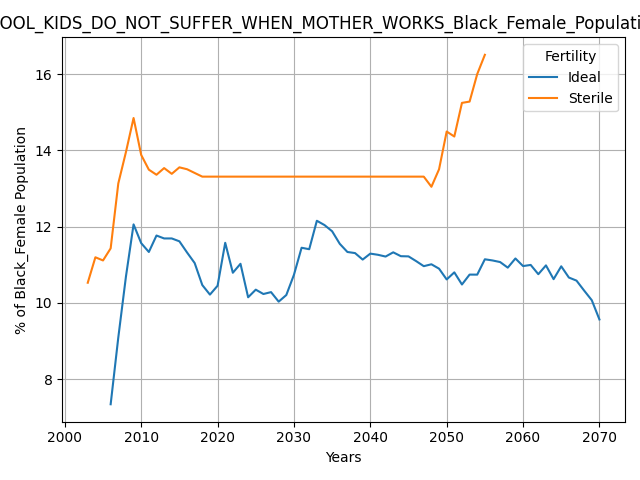 OOL_KIDS_DO_NOT_SUFFER_WHEN_MOTHER_WORKS_Black_Female_Populati
Fertility
Ideal
Sterile
% of Black_Female Population
16
14
12
10
8
2000 2010 2020 2030 2040 2050 2060 2070
Years